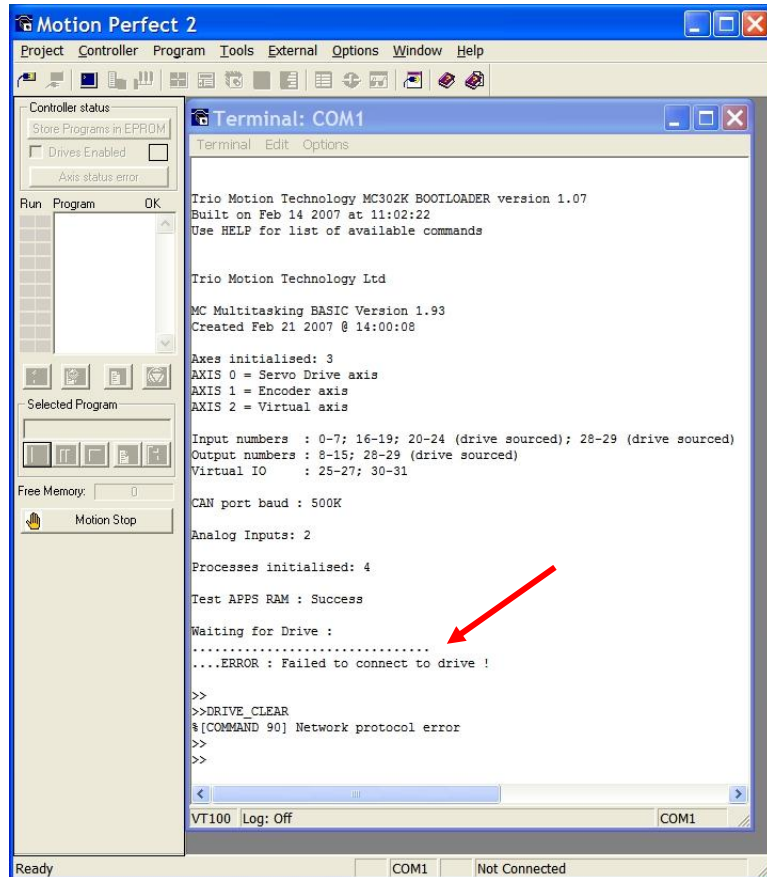 Motion Perfect 2
Project Controller Program Tools External Options Window Help
Controller status
Store Programs in EPROM
Drives Enabled
Axis status error
Run Program OK
Selected Program
Free Memory: 0
Motion Stop
Terminal: COM1
Terminal Edit Options
Trio Motion Technology MC302K BOOTLOADER version 1.07
Built on Feb 14 2007 at 11:02:22
Use HELP for list of available commands
Trio Motion Technology Ltd
MC Multitasking BASIC Version 1.93
Created Feb 21 2007 @ 14:00:08
Axes initialised: 3
AXIS 0 = Servo Drive axis
AXIS 1 = Encoder axis
AXIS 2 = Virtual axis
Input numbers : 0-7; 16-19; 20-24 (drive sourced); 28-29 (drive sourced)
Output numbers : 8-15; 28-29 (drive sourced)
Virtual IO : 25-27; 30-31
CAN port baud : 500K
Analog Inputs: 2
Processes initialised: 4
Test APPS RAM : Success
Waiting for Drive :
................................
....ERROR : Failed to connect to drive !
>>
>>DRIVE_CLEAR
%[COMMAND 90] Network protocol error
>>
>>
VT100 Log: Off COM1
Ready COM1 Not Connected